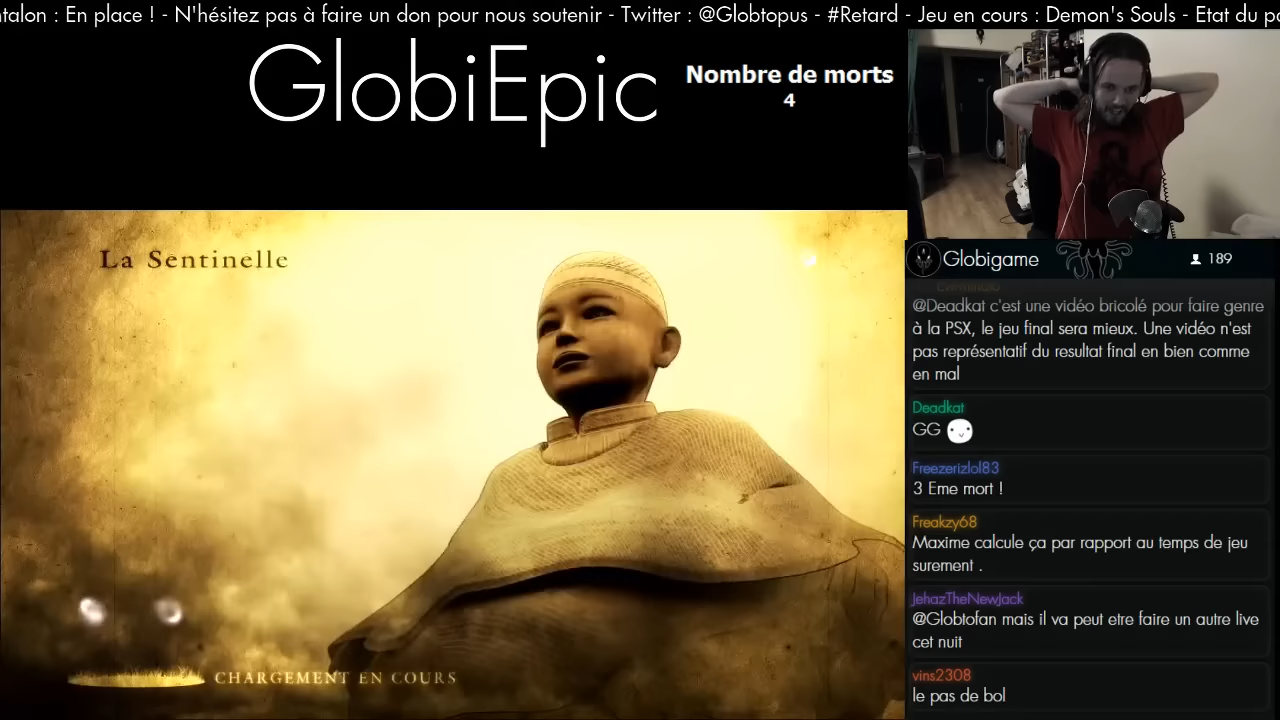 ntalon : En place ! - N'hésitez pas à faire un don pour nous soutenir - Twitter : @Globtopus - #Retard - Jeu en cours : Demon's Souls - Etat du pa
GlobiEpic
Nombre de morts
4
La Sentinelle
CHARGEMENT EN COURS
Globigame
189
@Deadkat c'est une vidéo bricolé pour faire genre
à la PSX, le jeu final sera mieux. Une vidéo n'est
pas représentatif du resultat final en bien comme
en mal
Deadkat
GG
Freezerizlol83
3 Eme mort !
Freakzy68
Maxime calcule ça par rapport au temps de jeu
surement .
JehazTheNewJack
@Globtofan mais il va peut etre faire un autre live
cet nuit
vins2308
le pas de bol